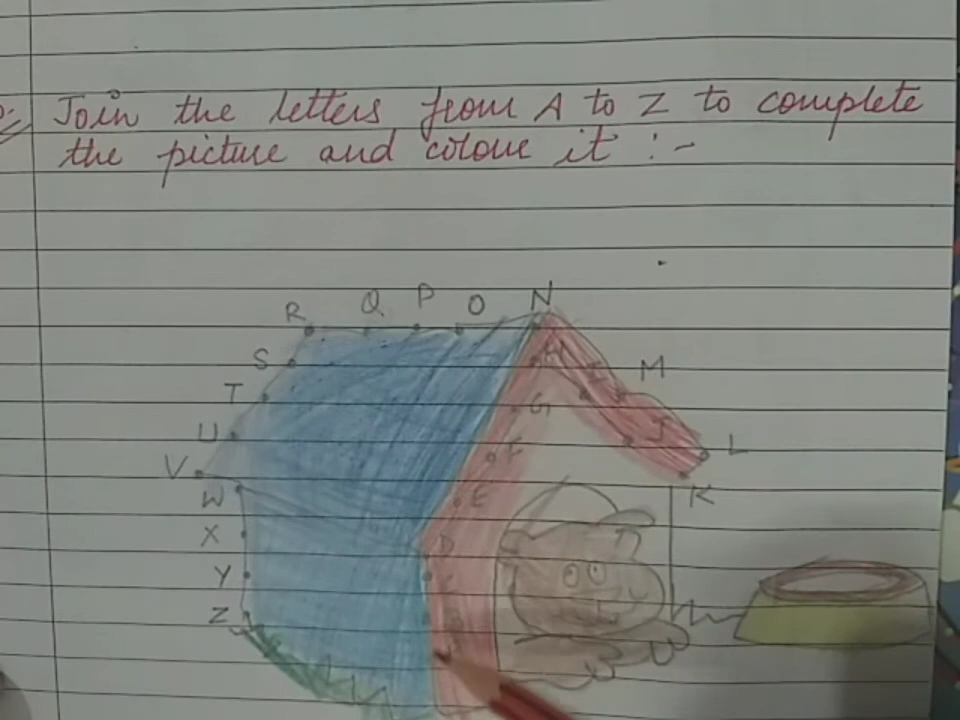 Join the letters from A to Z to complete
the picture and colour it :-
N
R Q P O
H
S I M
T G
U J L
V F
W E K
X D
Y C
Z B